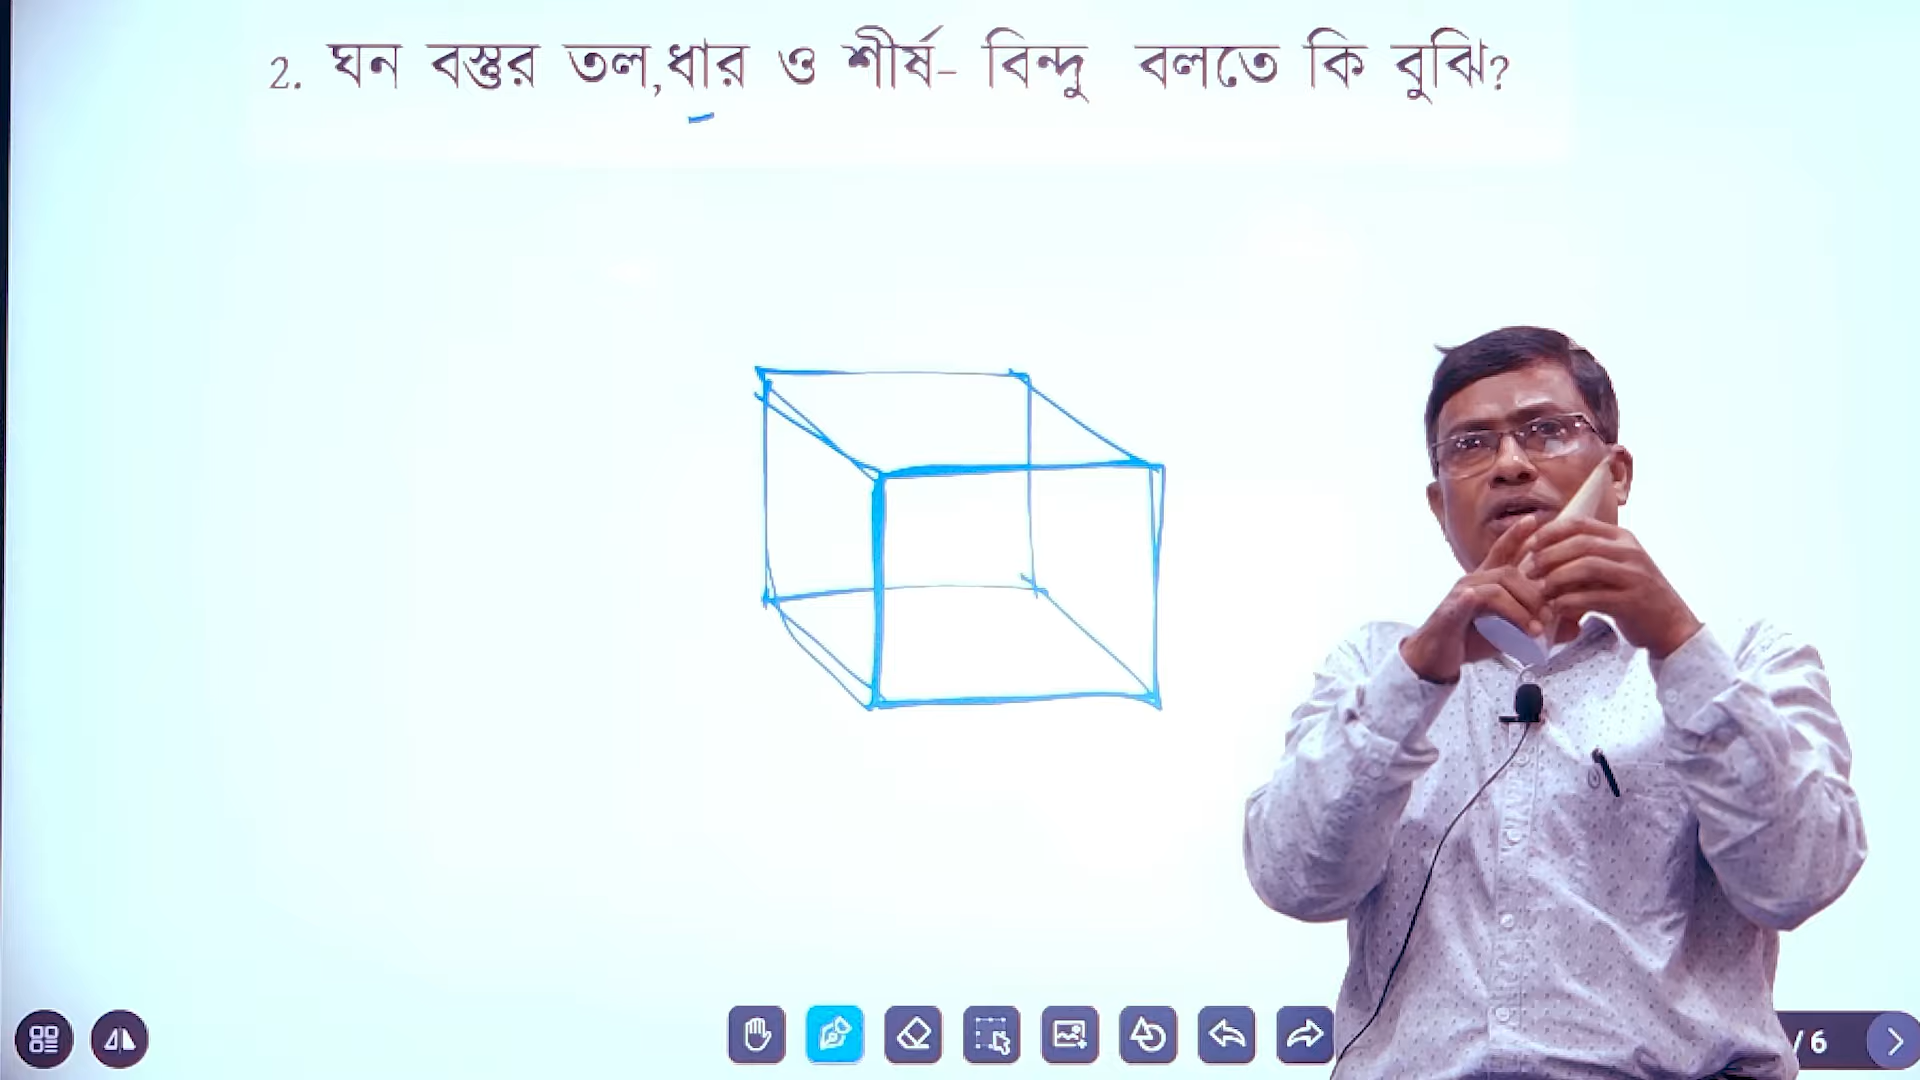 2. ঘন বস্তুর তল,ধার ও শীর্ষ- বিন্দু বলতে কি বুঝি?
/ 6